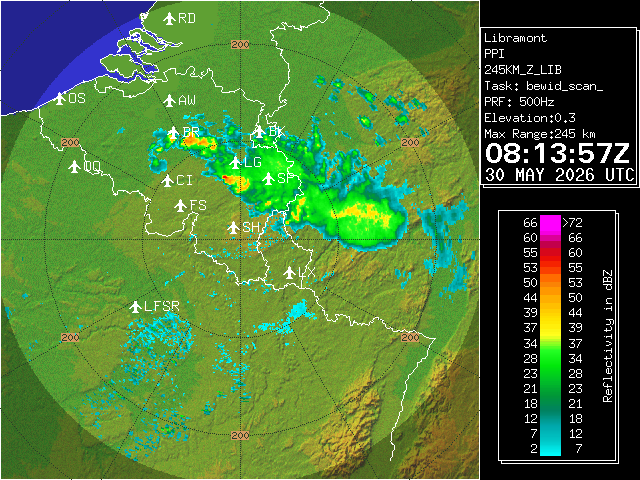 RD
200
OS
AW
BR
BK
200
200
QQ
LG
CI
SP
FS
SH
LX
LFSR
200
200
200
Libramont
PPI
245KM_Z_LIB
Task: bewid_scan_
PRF: 500Hz
Elevation:0.3
Max Range:245 km
08:13:57Z
30 MAY 2026 UTC
66 >72
60 66
55 60
53 55
50 53
44 50
39 44
37 39
34 37
28 34
23 28
21 23
18 21
12 18
7 12
2 7
Reflectivity in dBZ